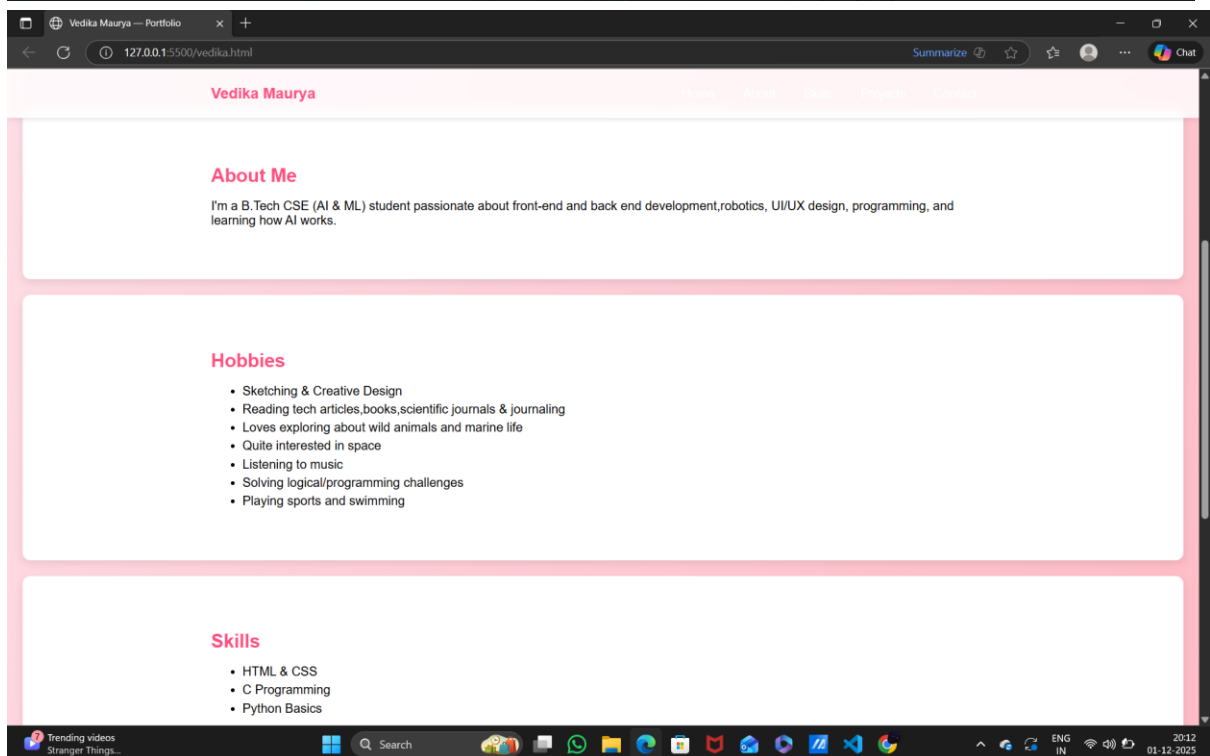 Vedika Maurya — Portfolio
127.0.0.1:5500/vedika.html
Summarize
Chat
Vedika Maurya
Home About Skills Projects Contact
About Me
I'm a B.Tech CSE (AI & ML) student passionate about front-end and back end development,robotics, UI/UX design, programming, and
learning how AI works.
Hobbies
• Sketching & Creative Design
• Reading tech articles,books,scientific journals & journaling
• Loves exploring about wild animals and marine life
• Quite interested in space
• Listening to music
• Solving logical/programming challenges
• Playing sports and swimming
Skills
• HTML & CSS
• C Programming
• Python Basics
7
Trending videos
Stranger Things...
Search
ENG
IN
20:12
01-12-2025